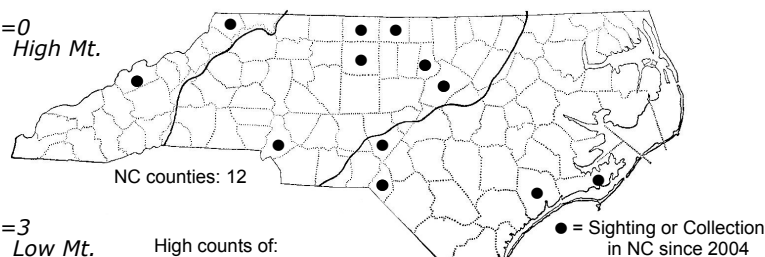 =0
High Mt.
NC counties: 12
=3
Low Mt.
High counts of:
● = Sighting or Collection
in NC since 2004